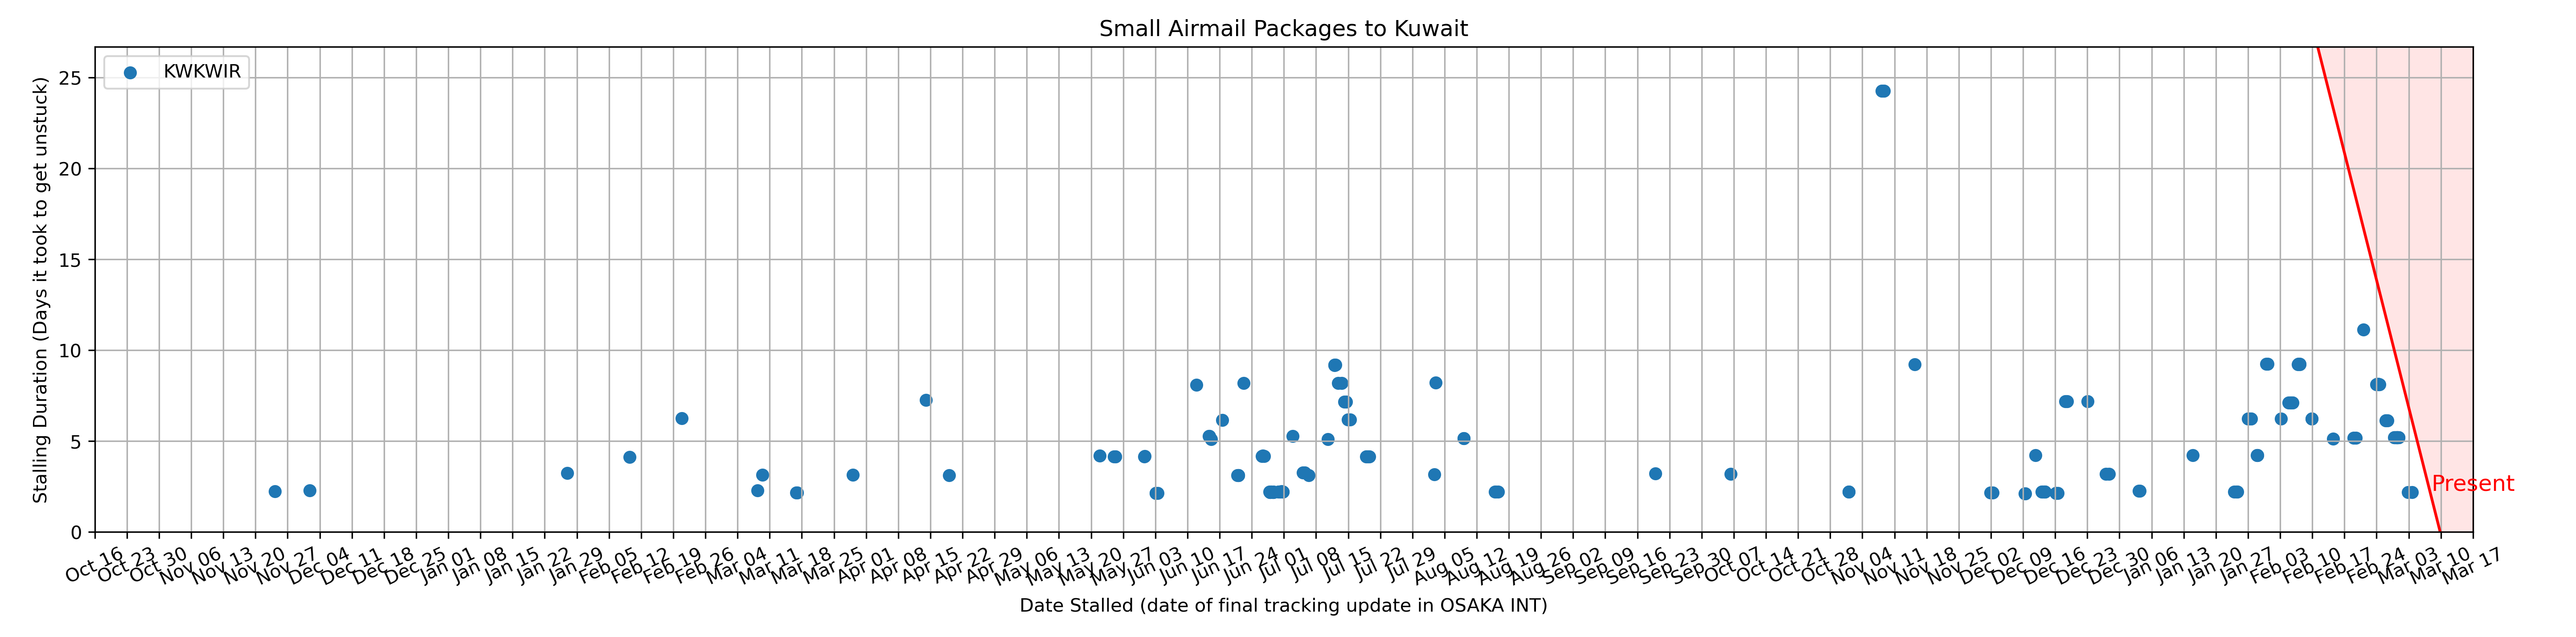 Small Airmail Packages to Kuwait
KWKWIR
Stalling Duration (Days it took to get unstuck)
25
20
15
10
5
0
Present
Oct 16
Oct 23
Oct 30
Nov 06
Nov 13
Nov 20
Nov 27
Dec 04
Dec 11
Dec 18
Dec 25
Jan 01
Jan 08
Jan 15
Jan 22
Jan 29
Feb 05
Feb 12
Feb 19
Feb 26
Mar 04
Mar 11
Mar 18
Mar 25
Apr 01
Apr 08
Apr 15
Apr 22
Apr 29
May 06
May 13
May 20
May 27
Jun 03
Jun 10
Jun 17
Jun 24
Jul 01
Jul 08
Jul 15
Jul 22
Jul 29
Aug 05
Aug 12
Aug 19
Aug 26
Sep 02
Sep 09
Sep 16
Sep 23
Sep 30
Oct 07
Oct 14
Oct 21
Oct 28
Nov 04
Nov 11
Nov 18
Nov 25
Dec 02
Dec 09
Dec 16
Dec 23
Dec 30
Jan 06
Jan 13
Jan 20
Jan 27
Feb 03
Feb 10
Feb 17
Feb 24
Mar 03
Mar 10
Mar 17
Date Stalled (date of final tracking update in OSAKA INT)